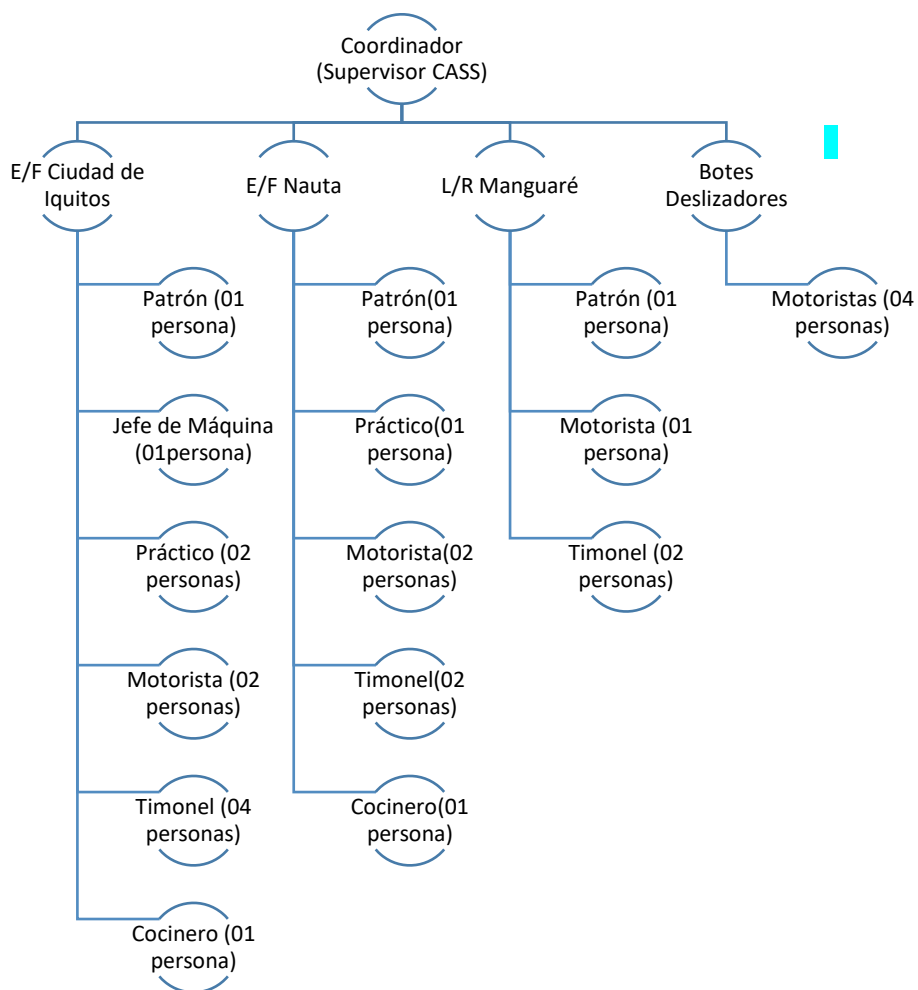 Coordinador
(Supervisor CASS)
E/F Ciudad de
Iquitos
Patrón (01
persona)
Jefe de Máquina
(01persona)
Práctico (02
personas)
Motorista (02
personas)
Timonel (04
personas)
Cocinero (01
persona)
E/F Nauta
Patrón(01
persona)
Práctico(01
persona)
Motorista(02
personas)
Timonel(02
personas)
Cocinero(01
persona)
L/R Manguaré
Patrón (01
persona)
Motorista (01
persona)
Timonel (02
personas)
Botes
Deslizadores
Motoristas (04
personas)